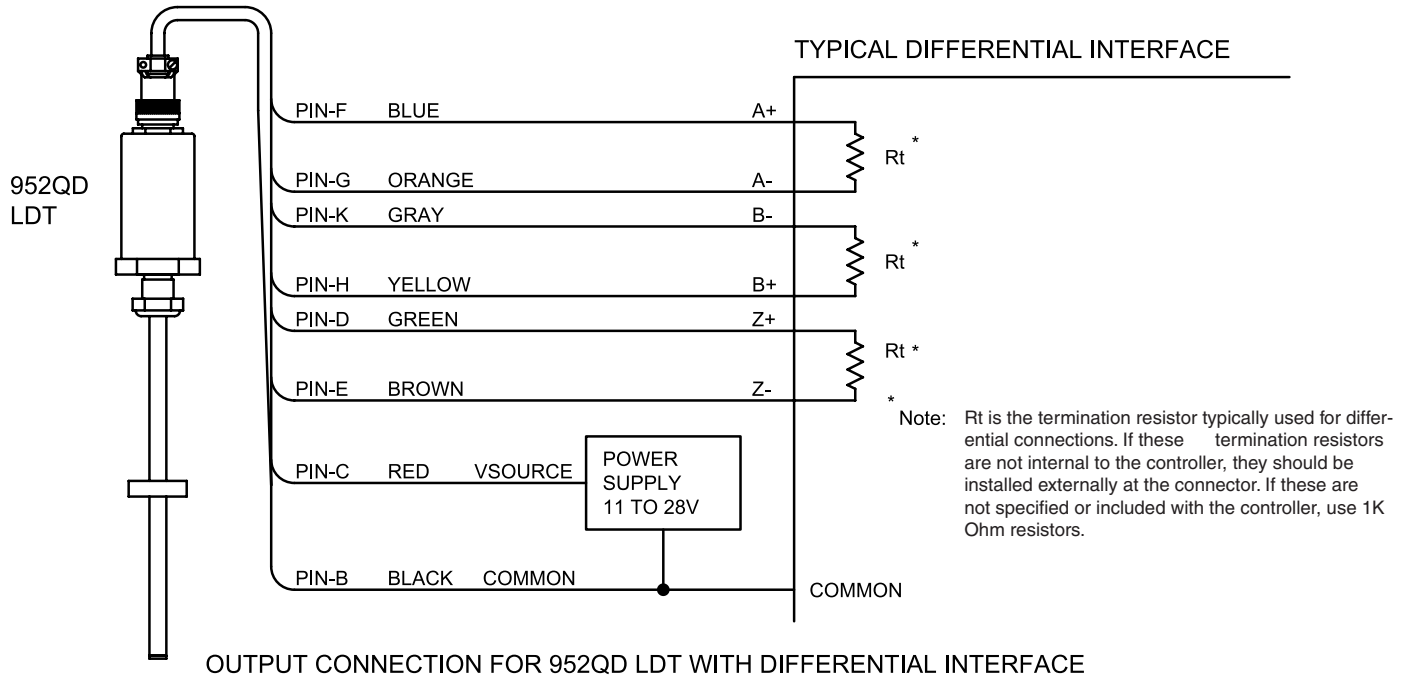 TYPICAL DIFFERENTIAL INTERFACE
952QD
LDT
PIN-F BLUE A+
Rt *
PIN-G ORANGE A-
PIN-K GRAY B-
Rt *
PIN-H YELLOW B+
PIN-D GREEN Z+
Rt *
PIN-E BROWN Z-
*
Note: Rt is the termination resistor typically used for differ-
ential connections. If these termination resistors
are not internal to the controller, they should be
installed externally at the connector. If these are
not specified or included with the controller, use 1K
Ohm resistors.
PIN-C RED VSOURCE
POWER
SUPPLY
11 TO 28V
PIN-B BLACK COMMON
COMMON
OUTPUT CONNECTION FOR 952QD LDT WITH DIFFERENTIAL INTERFACE